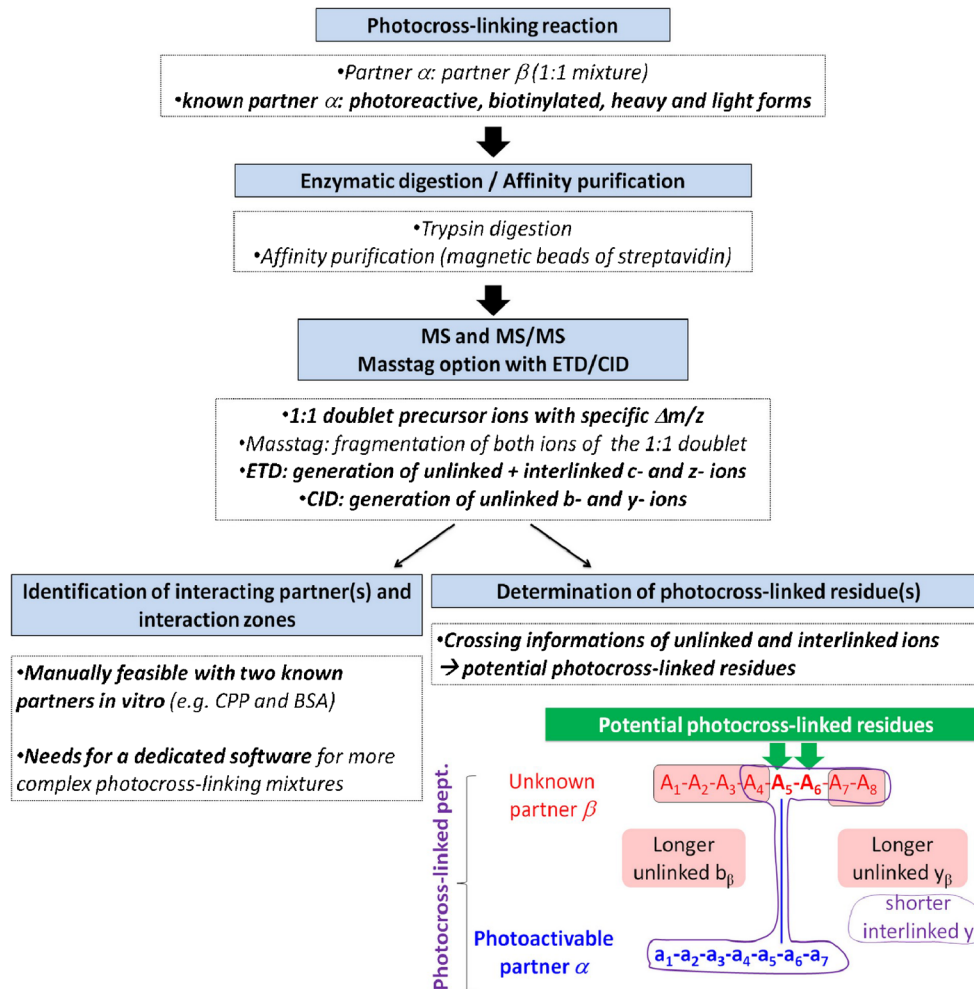 Photocross-linking reaction
•Partner α: partner β (1:1 mixture)
•known partner α: photoreactive, biotinylated, heavy and light forms
Enzymatic digestion / Affinity purification
•Trypsin digestion
•Affinity purification (magnetic beads of streptavidin)
MS and MS/MS
Masstag option with ETD/CID
•1:1 doublet precursor ions with specific Δm/z
•Masstag: fragmentation of both ions of the 1:1 doublet
•ETD: generation of unlinked + interlinked c- and z- ions
•CID: generation of unlinked b- and y- ions
Identification of interacting partner(s) and
interaction zones
•Manually feasible with two known
partners in vitro (e.g. CPP and BSA)
•Needs for a dedicated software for more
complex photocross-linking mixtures
Determination of photocross-linked residue(s)
•Crossing informations of unlinked and interlinked ions
→ potential photocross-linked residues
Potential photocross-linked residues
Photocross-linked pept.
Unknown
partner β
A₁-A₂-A₃-A₄-A₅-A₆-A₇-A₈
Longer
unlinked bᵦ
Longer
unlinked yᵦ
shorter
interlinked y
Photoactivable
partner α
a₁-a₂-a₃-a₄-a₅-a₆-a₇